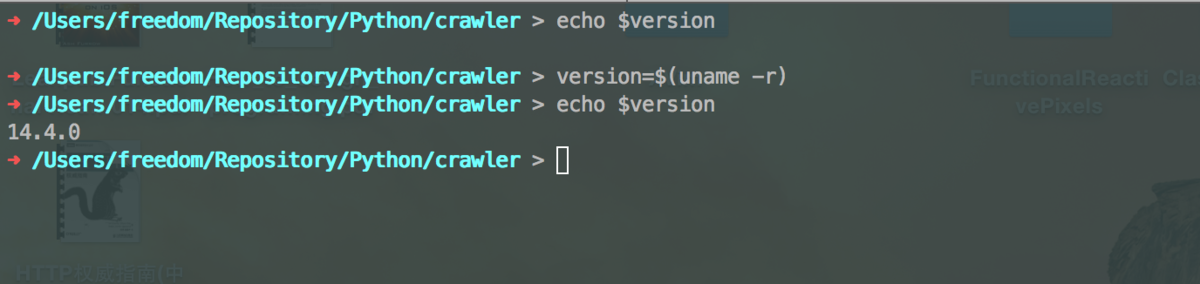 ➜ /Users/freedom/Repository/Python/crawler > echo $version
➜ /Users/freedom/Repository/Python/crawler > version=$(uname -r)
➜ /Users/freedom/Repository/Python/crawler > echo $version
14.4.0
➜ /Users/freedom/Repository/Python/crawler >
FunctionalReacti
vePixels
Cla
HTTP权威指南(中